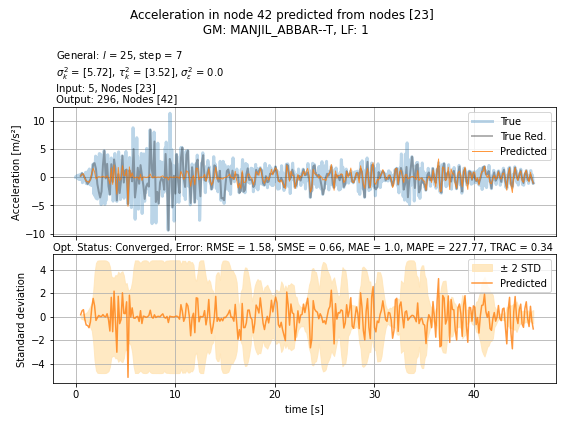 Acceleration in node 42 predicted from nodes [23]
GM: MANJIL_ABBAR--T, LF: 1
General: l = 25, step = 7
σ²ₖ = [5.72], τ²ₖ = [3.52], σ²ε = 0.0
Input: 5, Nodes [23]
Output: 296, Nodes [42]
Acceleration [m/s²]
10
5
0
−5
−10
True
True Red.
Predicted
Opt. Status: Converged, Error: RMSE = 1.58, SMSE = 0.66, MAE = 1.0, MAPE = 227.77, TRAC = 0.34
Standard deviation
4
2
0
−2
−4
± 2 STD
Predicted
0 10 20 30 40
time [s]